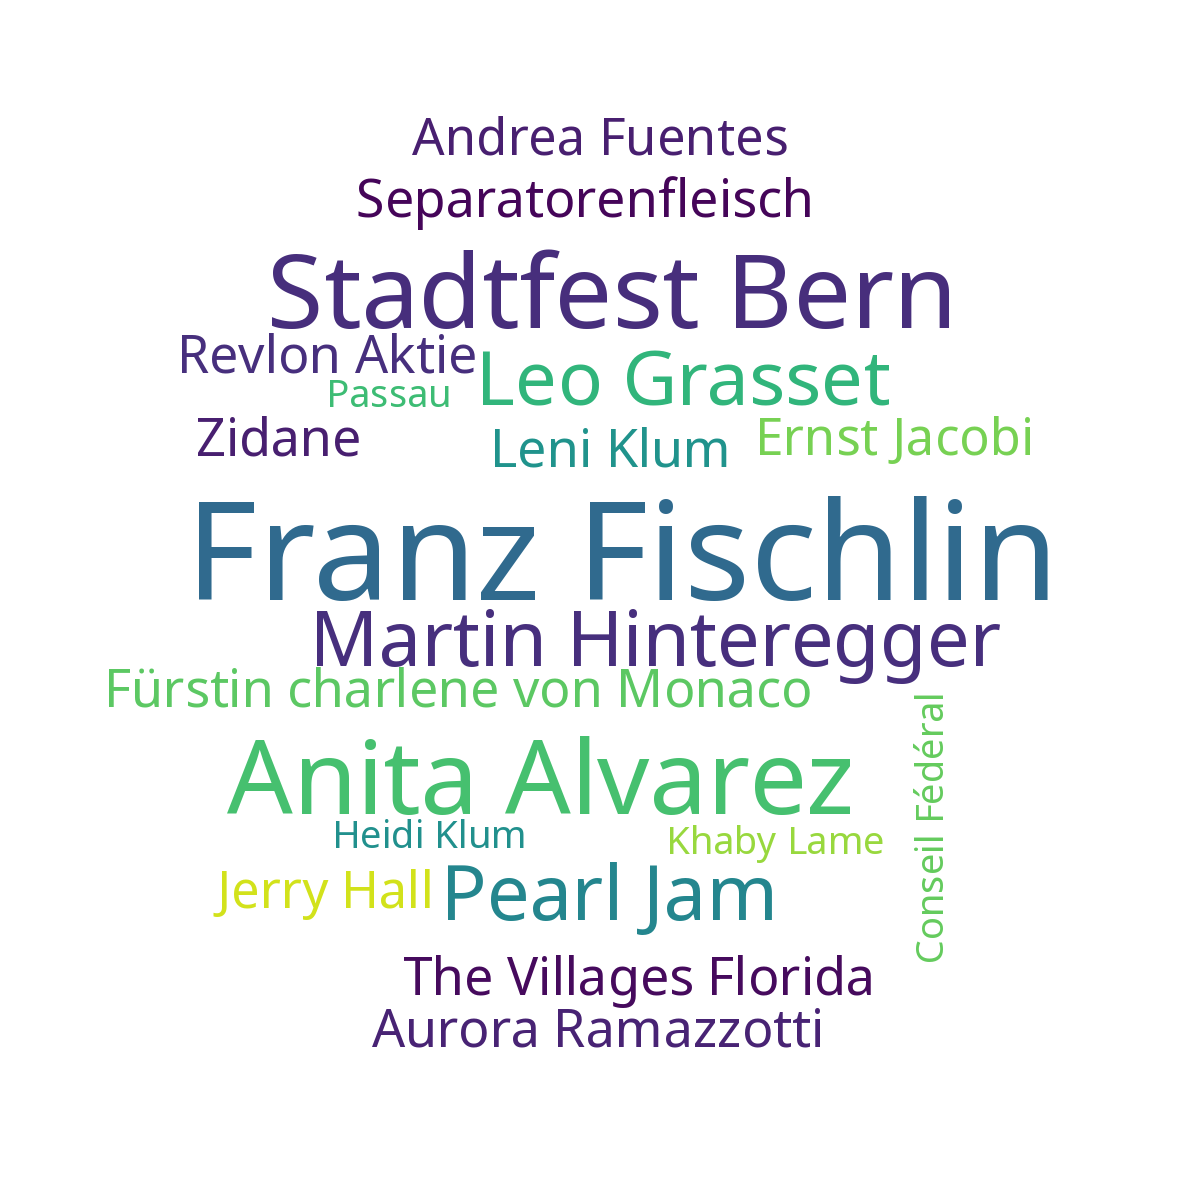 Andrea Fuentes
Separatorenfleisch
Stadtfest Bern
Revlon Aktie
Leo Grasset
Passau
Zidane
Leni Klum
Ernst Jacobi
Franz Fischlin
Martin Hinteregger
Fürstin charlene von Monaco
Conseil Fédéral
Anita Alvarez
Heidi Klum
Khaby Lame
Jerry Hall
Pearl Jam
The Villages Florida
Aurora Ramazzotti